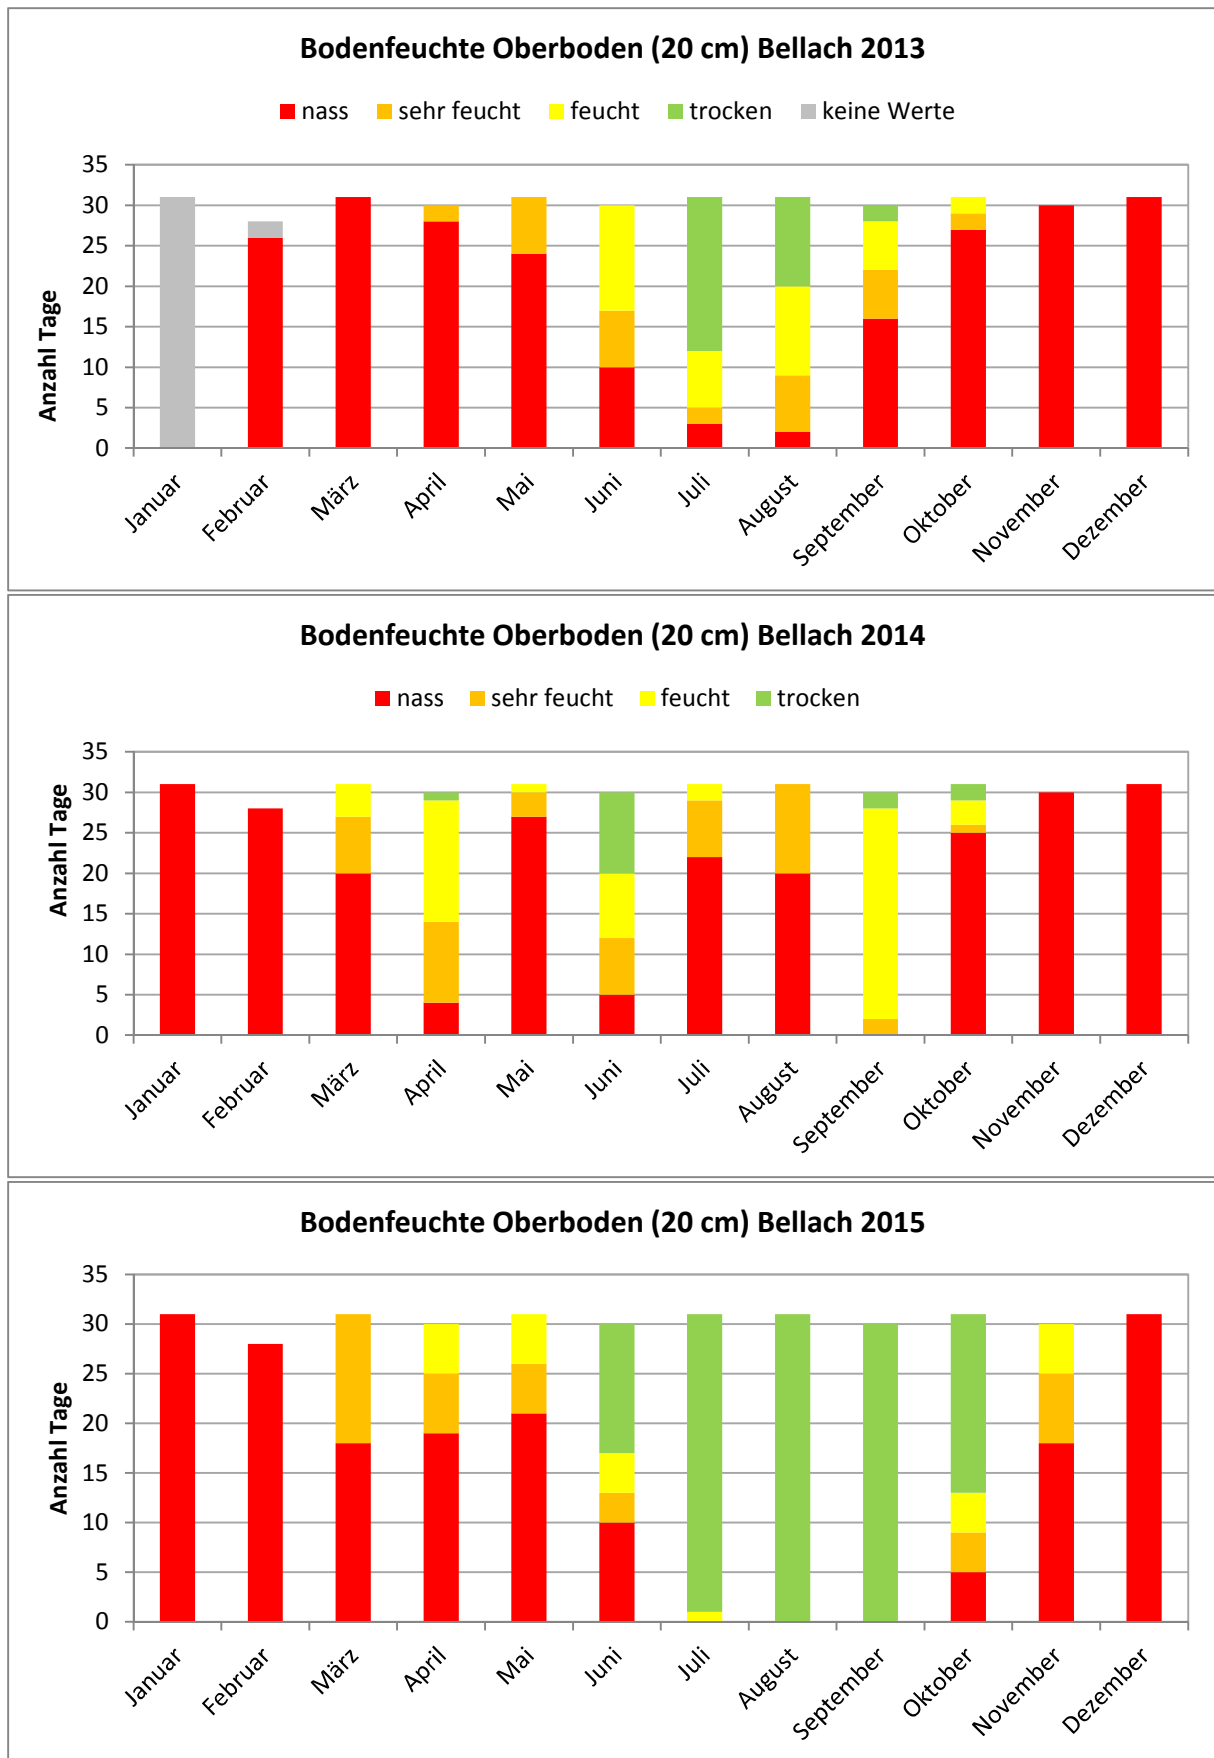 Bodenfeuchte Oberboden (20 cm) Bellach 2013
nass sehr feucht feucht trocken keine Werte
Anzahl Tage
35
30
25
20
15
10
5
0
Januar Februar März April Mai Juni Juli August September Oktober November Dezember
Bodenfeuchte Oberboden (20 cm) Bellach 2014
nass sehr feucht feucht trocken
Anzahl Tage
35
30
25
20
15
10
5
0
Januar Februar März April Mai Juni Juli August September Oktober November Dezember
Bodenfeuchte Oberboden (20 cm) Bellach 2015
Anzahl Tage
35
30
25
20
15
10
5
0
Januar Februar März April Mai Juni Juli August September Oktober November Dezember